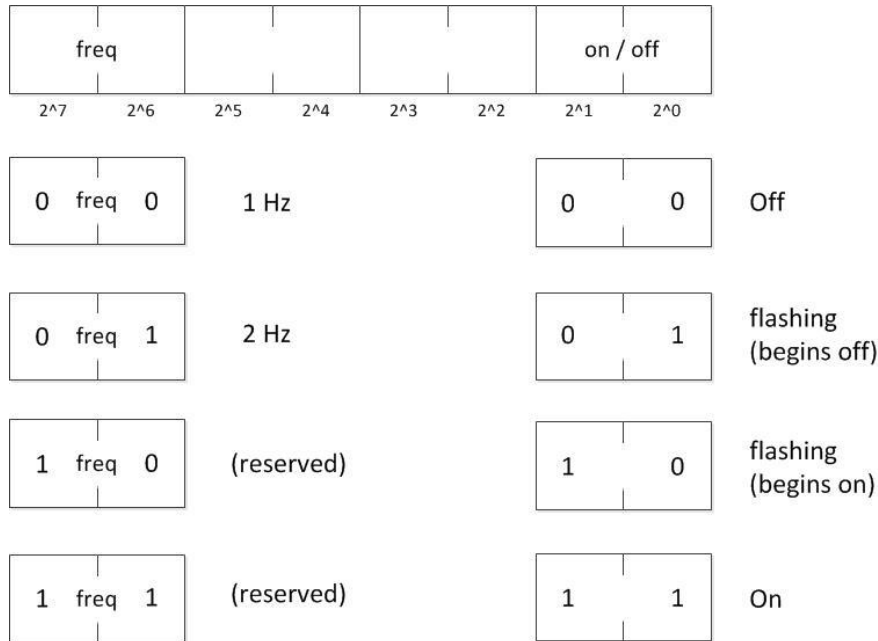 freq on / off
2^7 2^6 2^5 2^4 2^3 2^2 2^1 2^0
0 freq 0 1 Hz 0 0 Off
0 freq 1 2 Hz 0 1 flashing
(begins off)
1 freq 0 (reserved) 1 0 flashing
(begins on)
1 freq 1 (reserved) 1 1 On